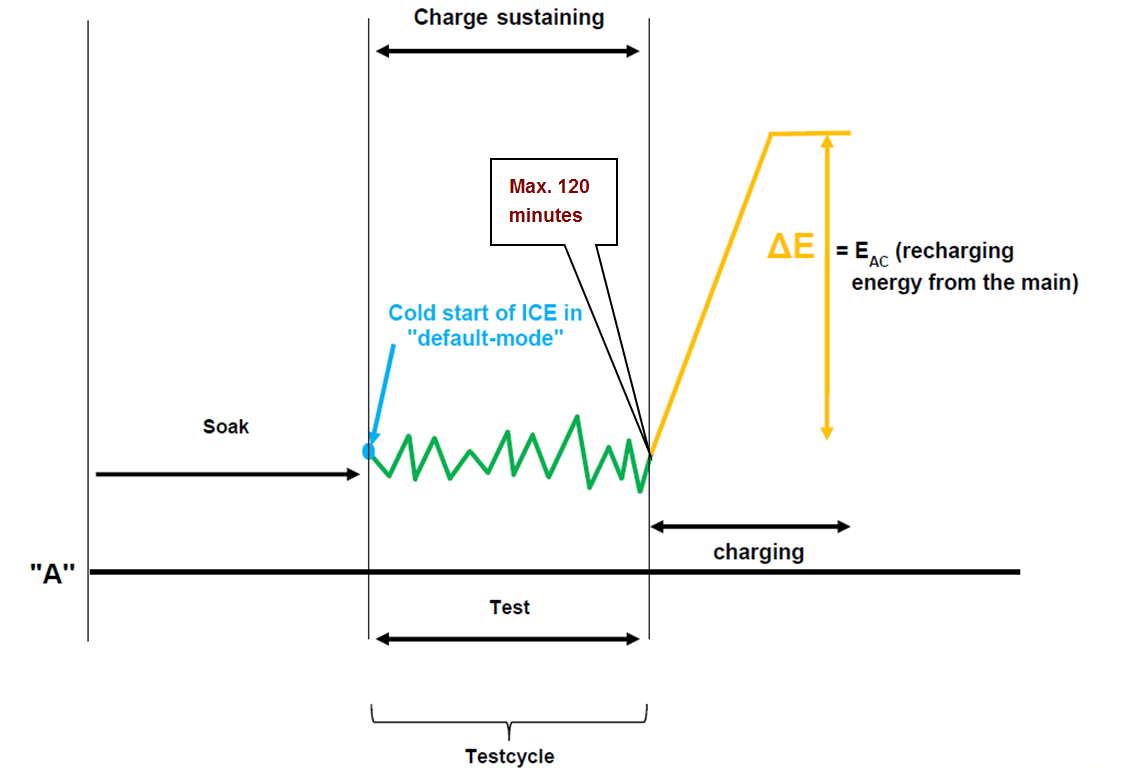 Charge sustaining
Max. 120
minutes
ΔE
= EAC (recharging
energy from the main)
Cold start of ICE in
"default-mode"
Soak
charging
"A"
Test
Testcycle